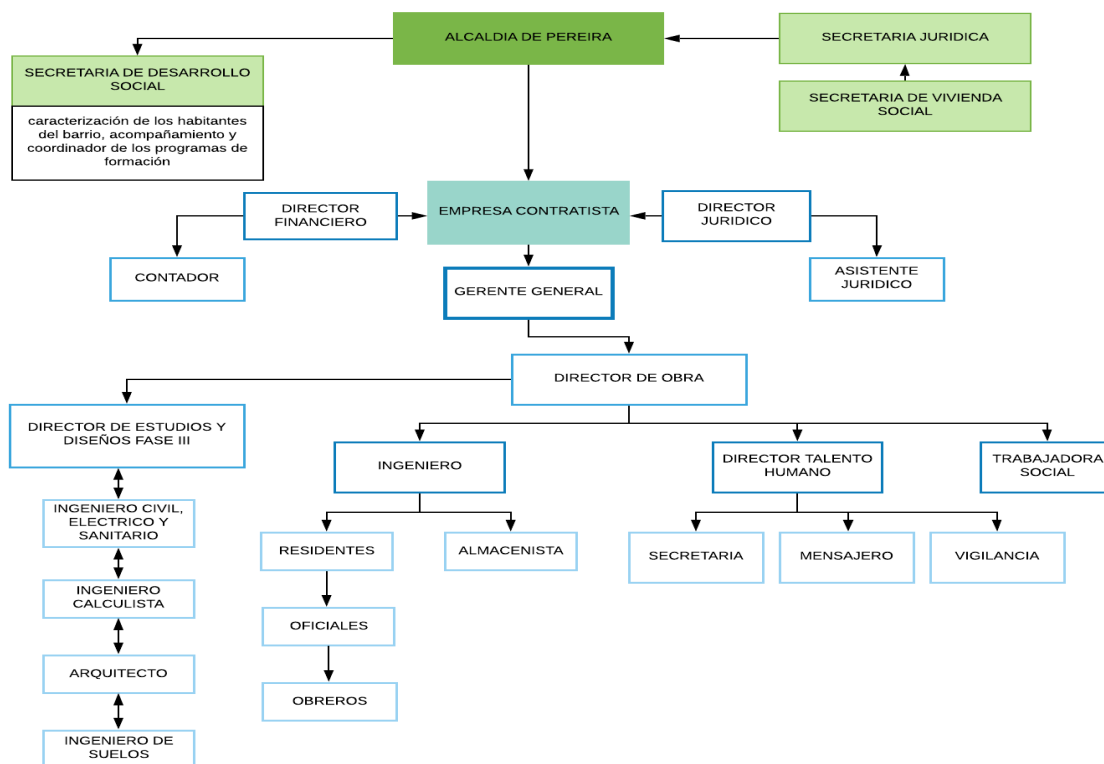 ALCALDIA DE PEREIRA
SECRETARIA JURIDICA
SECRETARIA DE DESARROLLO
SOCIAL
caracterización de los habitantes
del barrio, acompañamiento y
coordinador de los programas de
formación
SECRETARIA DE VIVIENDA
SOCIAL
DIRECTOR
FINANCIERO
EMPRESA CONTRATISTA
DIRECTOR
JURIDICO
CONTADOR
ASISTENTE
JURIDICO
GERENTE GENERAL
DIRECTOR DE OBRA
DIRECTOR DE ESTUDIOS Y
DISEÑOS FASE III
INGENIERO
DIRECTOR TALENTO
HUMANO
TRABAJADORA
SOCIAL
INGENIERO CIVIL,
ELECTRICO Y
SANITARIO
RESIDENTES
ALMACENISTA
SECRETARIA
MENSAJERO
VIGILANCIA
INGENIERO
CALCULISTA
OFICIALES
ARQUITECTO
OBREROS
INGENIERO DE
SUELOS